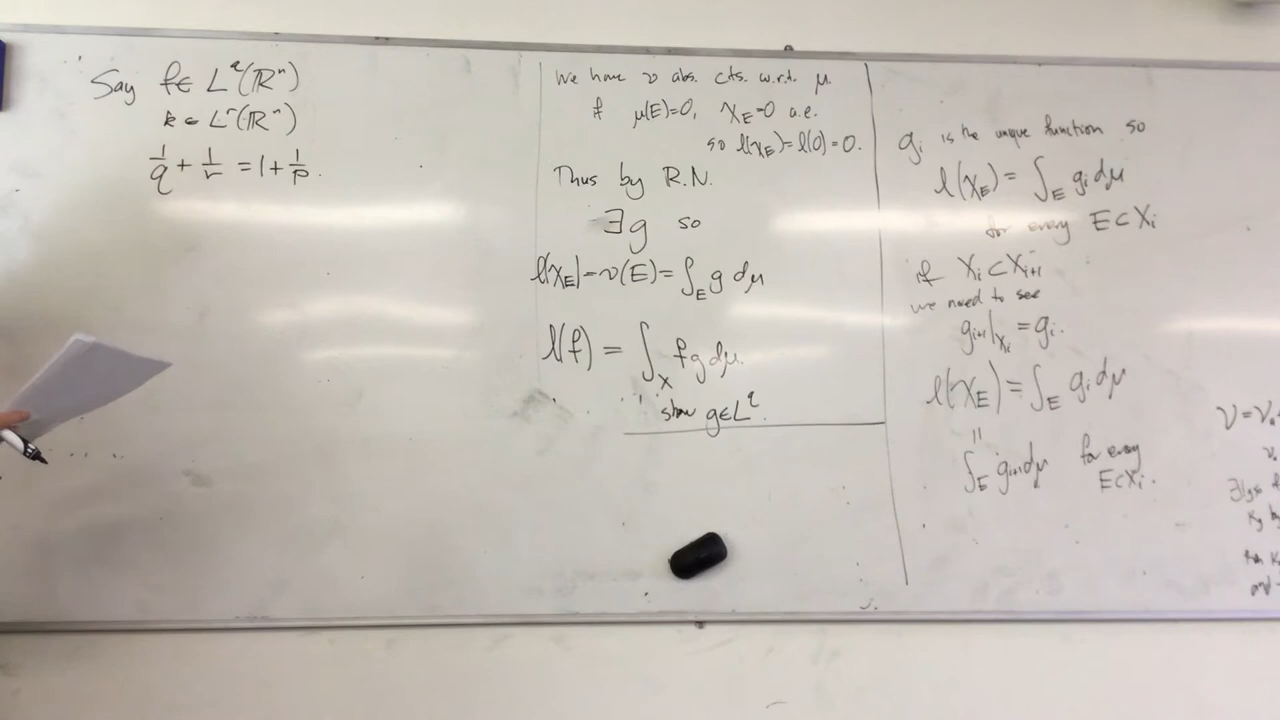 Say f ∈ L^q(ℝⁿ)
k ∈ L^r(ℝⁿ)
1/q + 1/r = 1 + 1/p.
We have ν abs. cts. w.r.t. μ
if μ(E)=0, χ_E=0 a.e.
so l(χ_E)=l(0)=0.
Thus by R.N.
∃g so
l(χ_E)=ν(E)=∫_E g dμ
l(f) = ∫_X f g dμ.
show g∈L^q.
g_i is the unique function so
l(χ_E) = ∫_E g_i dμ
for every E⊂X_i
if X_i⊂X_{i+1}
we need to see
g_{i+1}|_{X_i} = g_i.
l(χ_E) = ∫_E g_i dμ
=
∫_E g_{i+1} dμ for every
E⊂X_i.
ν=ν
and